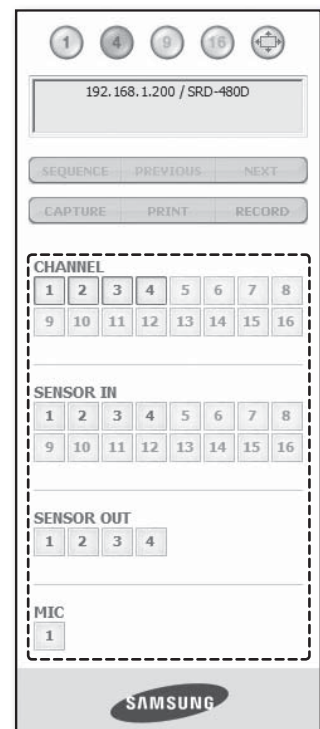 1 4 9 16
192.168.1.200 / SRD-480D
SEQUENCE PREVIOUS NEXT
CAPTURE PRINT RECORD
CHANNEL
1 2 3 4 5 6 7 8
9 10 11 12 13 14 15 16
SENSOR IN
1 2 3 4 5 6 7 8
9 10 11 12 13 14 15 16
SENSOR OUT
1 2 3 4
MIC
1
SAMSUNG